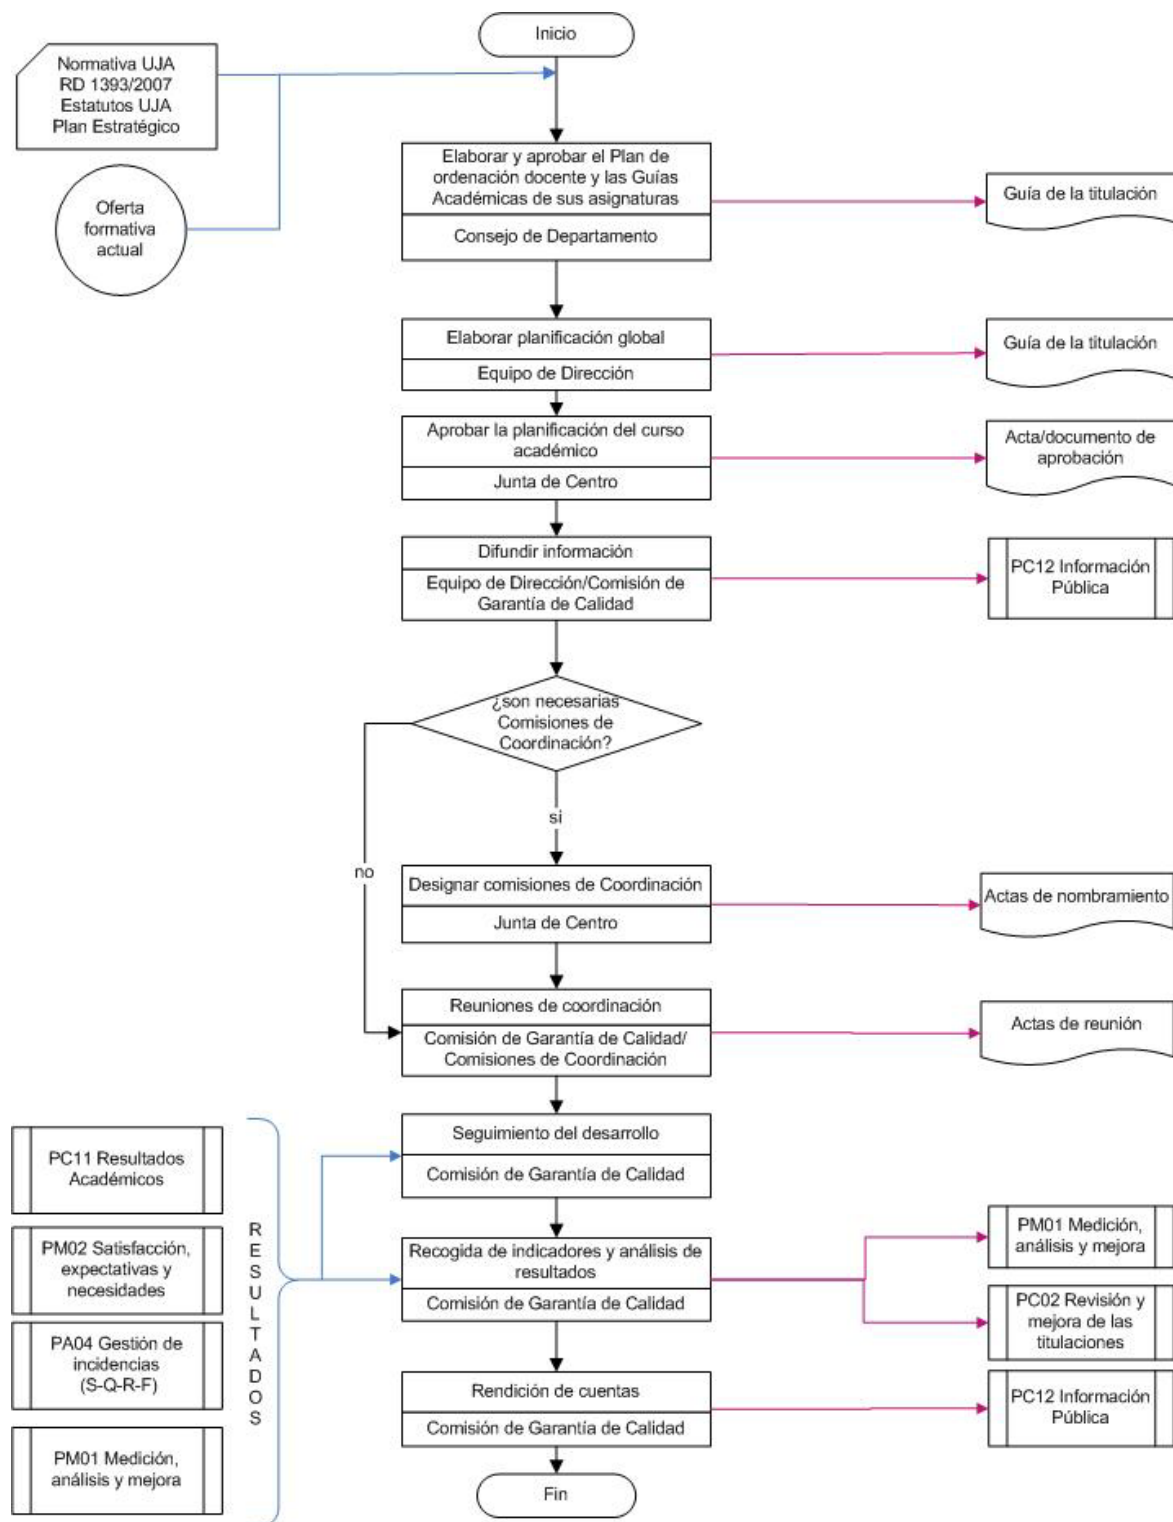 Inicio
Normativa UJA
RD 1393/2007
Estatutos UJA
Plan Estratégico
Oferta
formativa
actual
Elaborar y aprobar el Plan de
ordenación docente y las Guías
Académicas de sus asignaturas
Consejo de Departamento
Guía de la titulación
Elaborar planificación global
Equipo de Dirección
Guía de la titulación
Aprobar la planificación del curso
académico
Junta de Centro
Acta/documento de
aprobación
Difundir información
Equipo de Dirección/Comisión de
Garantía de Calidad
PC12 Información
Pública
¿son necesarias
Comisiones de
Coordinación?
si
no
Designar comisiones de Coordinación
Junta de Centro
Actas de nombramiento
Reuniones de coordinación
Comisión de Garantía de Calidad/
Comisiones de Coordinación
Actas de reunión
Seguimiento del desarrollo
Comisión de Garantía de Calidad
PC11 Resultados
Académicos
PM02 Satisfacción,
expectativas y
necesidades
PA04 Gestión de
incidencias
(S-Q-R-F)
PM01 Medición,
análisis y mejora
RESULTADOS
Recogida de indicadores y análisis de
resultados
Comisión de Garantía de Calidad
PM01 Medición,
análisis y mejora
PC02 Revisión y
mejora de las
titulaciones
Rendición de cuentas
Comisión de Garantía de Calidad
PC12 Información
Pública
Fin